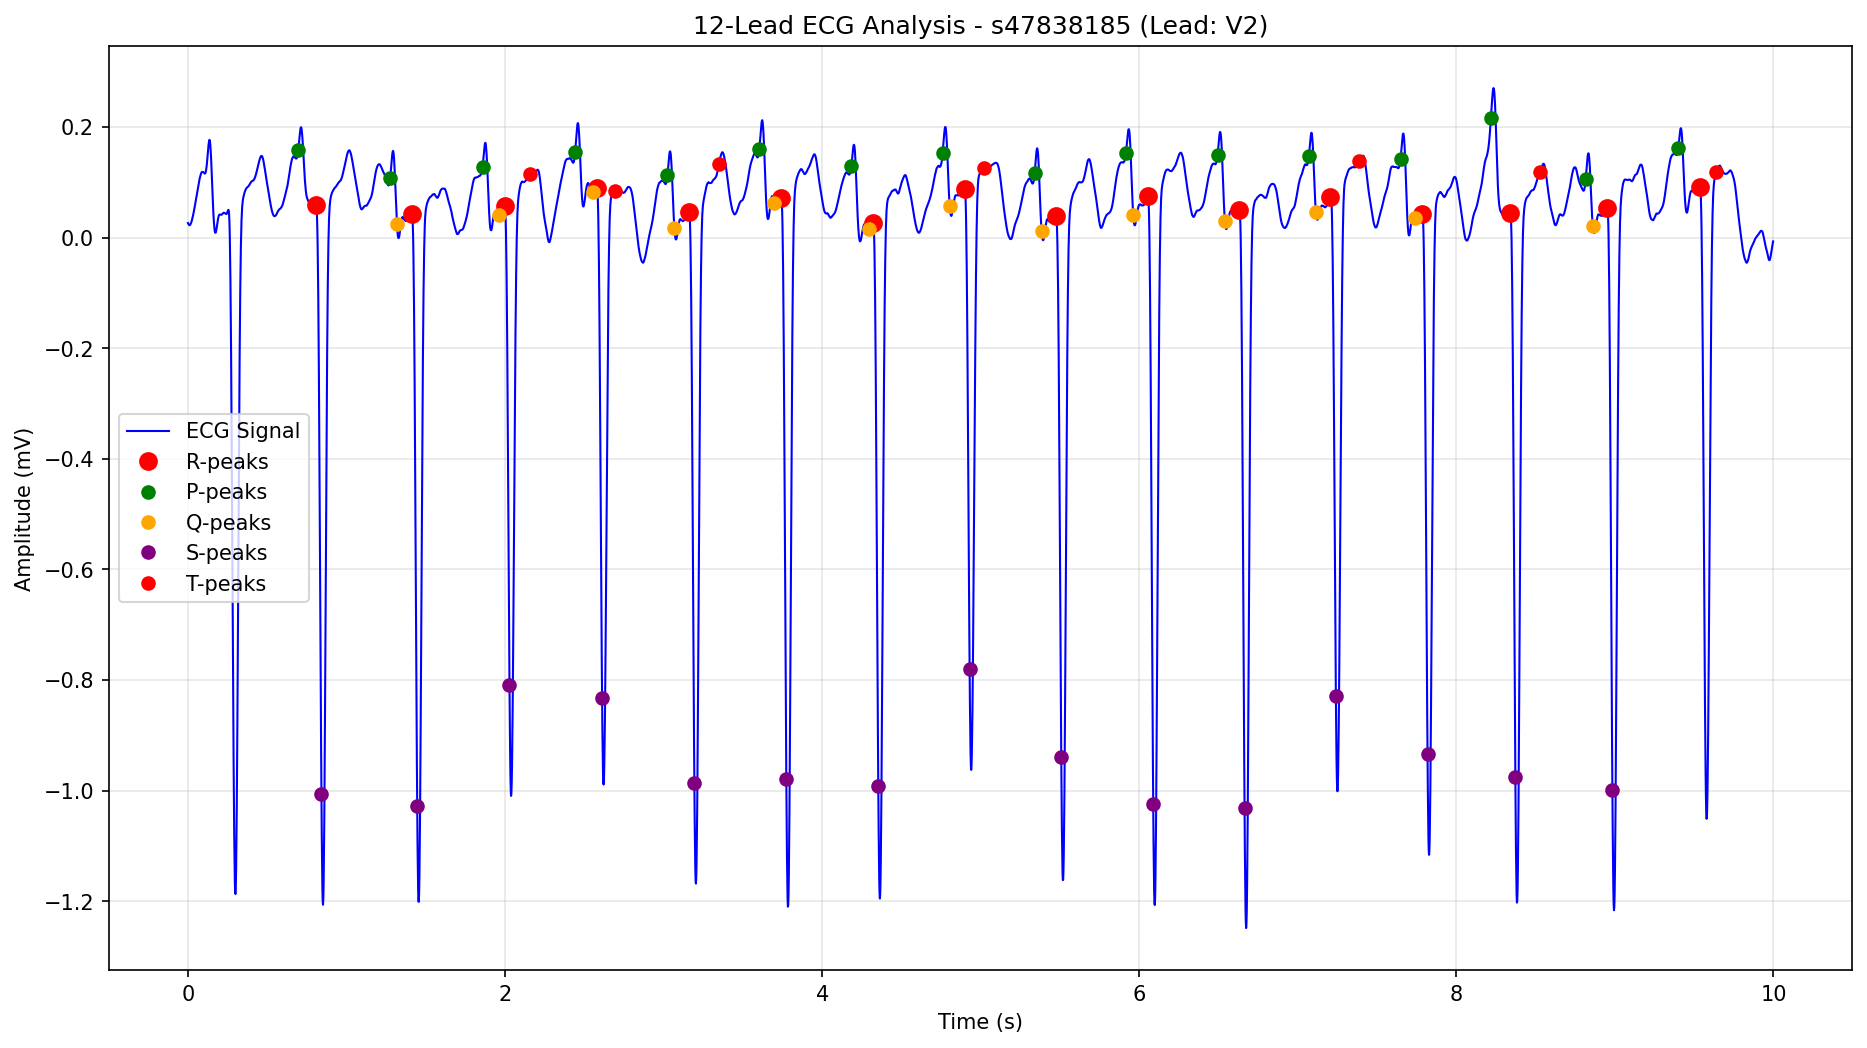 12-Lead ECG Analysis - s47838185 (Lead: V2)
Amplitude (mV)
0.2
0.0
−0.2
−0.4
−0.6
−0.8
−1.0
−1.2
ECG Signal
R-peaks
P-peaks
Q-peaks
S-peaks
T-peaks
0 2 4 6 8 10
Time (s)